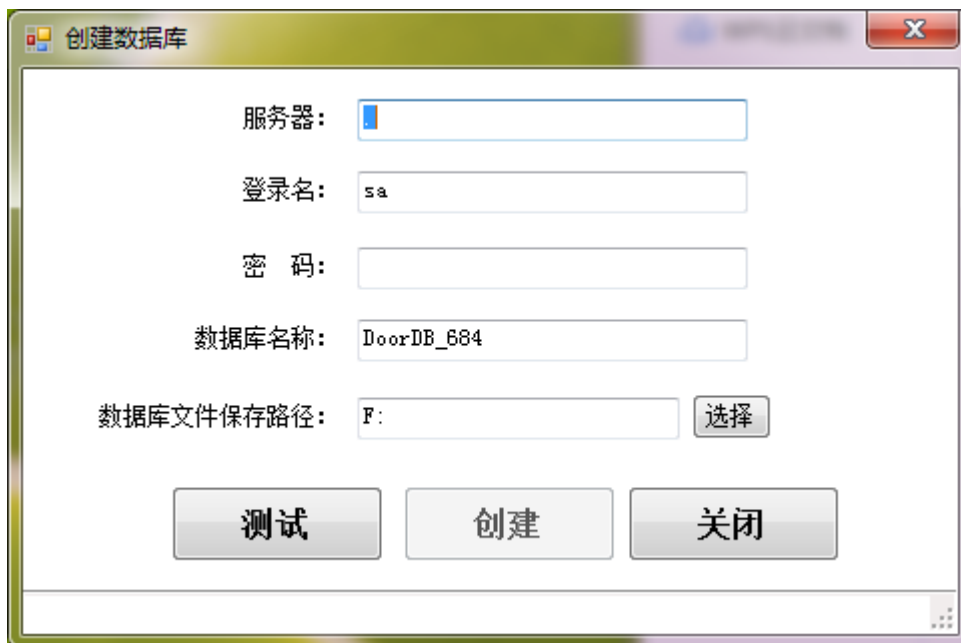 创建数据库
服务器： .
登录名： sa
密 码：
数据库名称： DoorDB_684
数据库文件保存路径： F: 选择
测试 创建 关闭